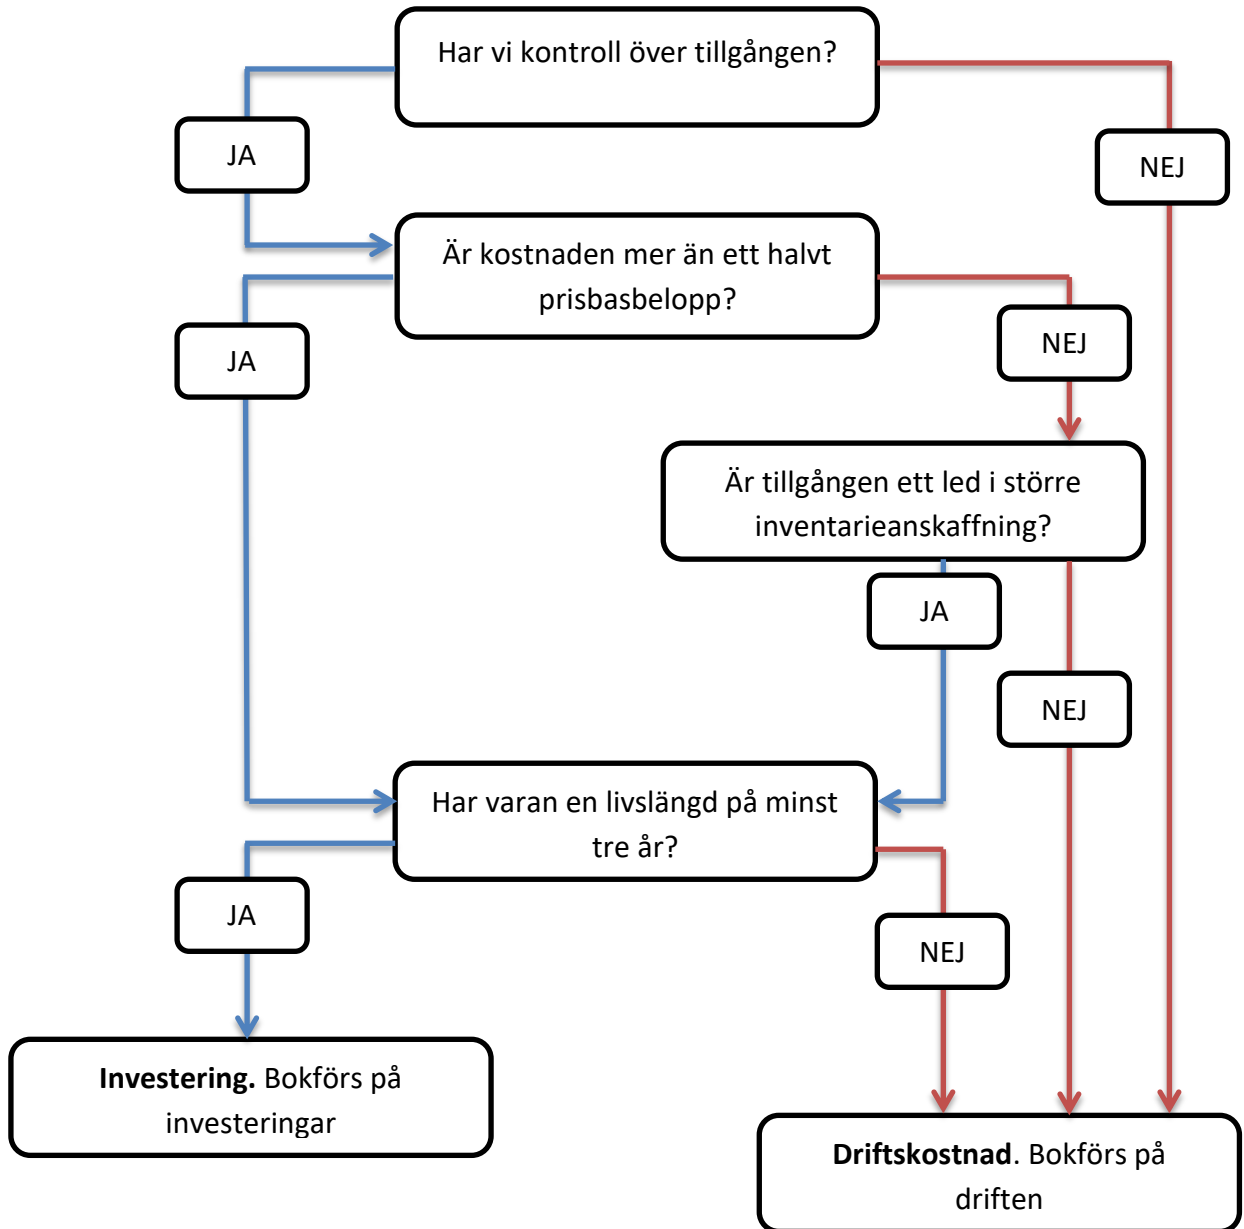 Har vi kontroll över tillgången?
JA
NEJ
Är kostnaden mer än ett halvt
prisbasbelopp?
JA
NEJ
Är tillgången ett led i större
inventarieanskaffning?
JA
NEJ
Har varan en livslängd på minst
tre år?
JA
NEJ
Investering. Bokförs på
investeringar
Driftskostnad. Bokförs på
driften